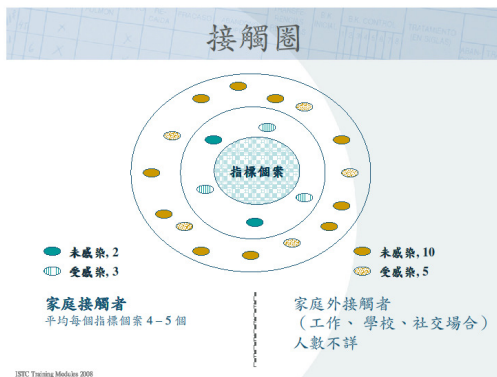 接觸圈
指標個案
未感染, 2
受感染, 3
未感染, 10
受感染, 5
家庭接觸者
平均每個指標個案 4 – 5 個
家庭外接觸者
（工作、 學校、社交場合）
人數不詳
ISTC Training Modules 2008